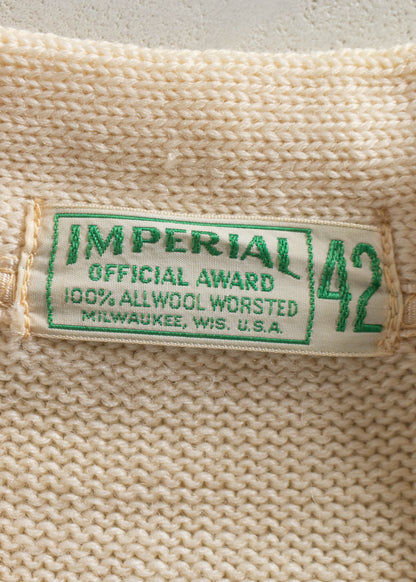 IMPERIAL
OFFICIAL AWARD
100% ALLWOOL WORSTED
MILWAUKEE, WIS. U.S.A.
42